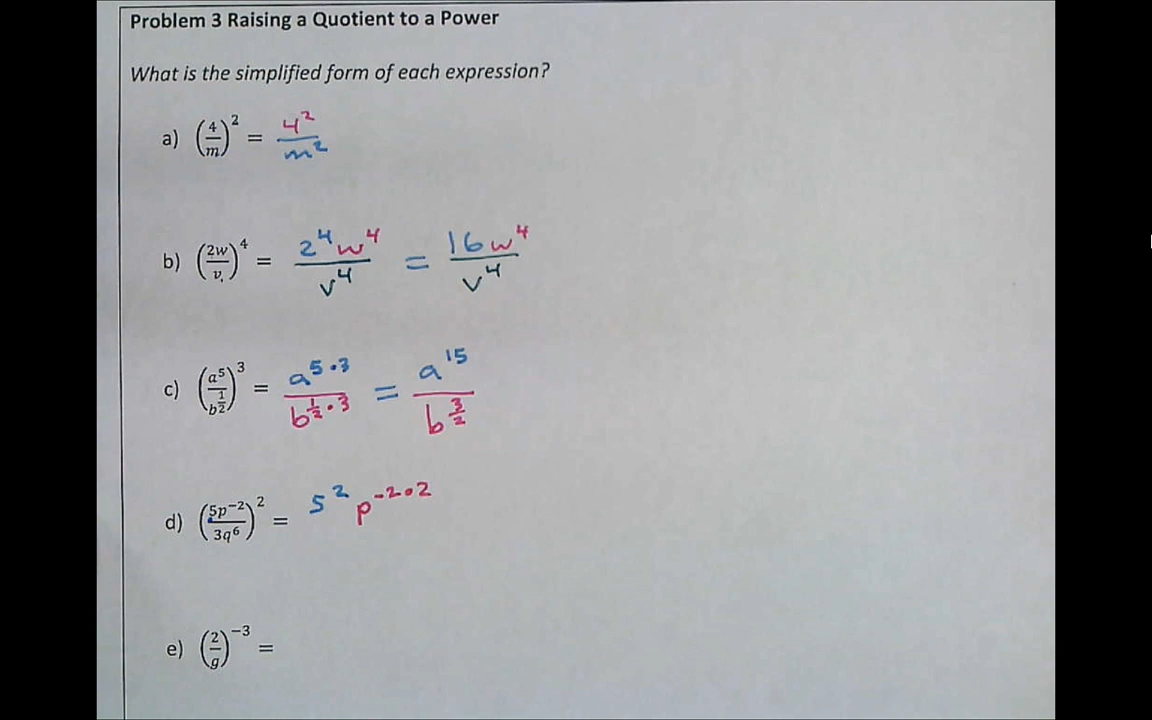 Problem 3 Raising a Quotient to a Power
What is the simplified form of each expression?
a) (4/m)^2 = 4^2/m^2
b) (2w/v)^4 = 2^4 w^4/v^4 = 16w^4/v^4
c) (a^5/b^(1/2))^3 = a^(5•3)/b^(1/2•3) = a^15/b^(3/2)
d) (5p^-2/3q^6)^2 = 5^2 p^(-2•2)
e) (2/g)^-3 =